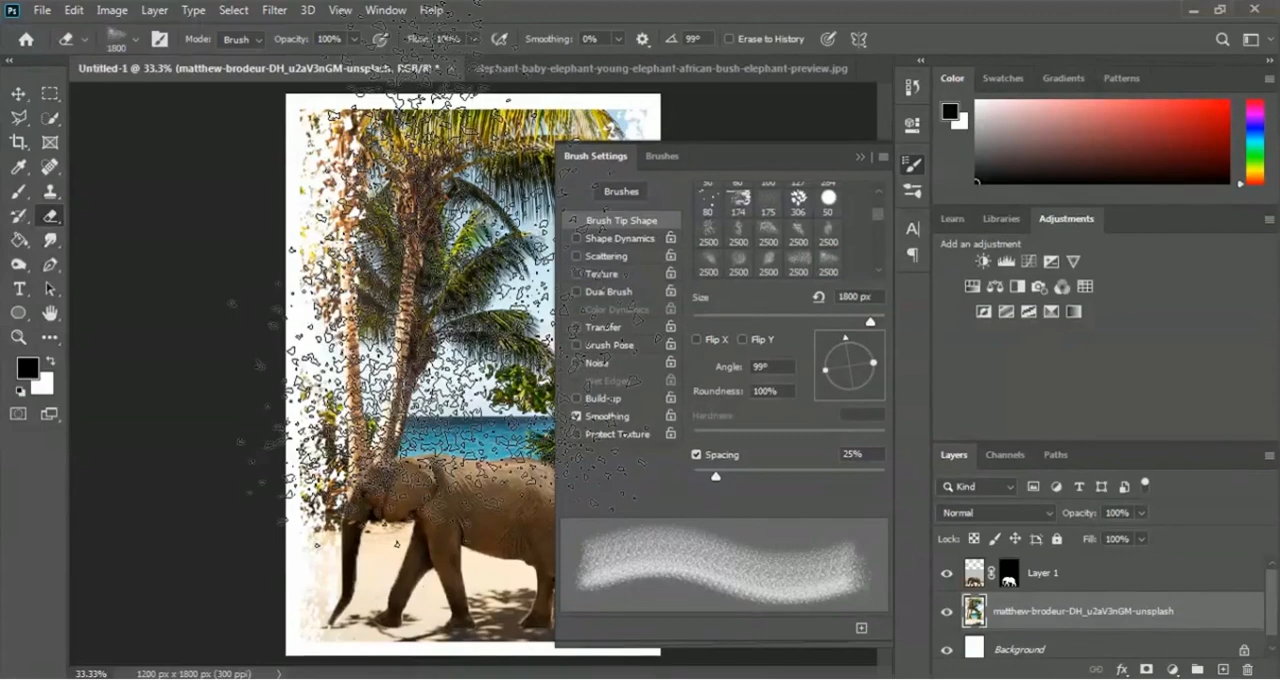 Ps File Edit Image Layer Type Select Filter 3D View Window Help
1800 Mode: Brush Opacity: 100% 100% Smoothing: 0% 99° Erase to History
Untitled-1 @ 33.3% (matthew-brodeur-DH_u2aV3nGM-unsplash, RGB/8) * elephant-baby-elephant-young-elephant-african-bush-elephant-preview.jpg
Color Swatches Gradients Patterns
Brush Settings Brushes
Brushes
80 174 175 306 50
2500 2500 2500 2500 2500
2500 2500 2500 2500 2500
Brush Tip Shape
Shape Dynamics
Scattering
Texture
Dual Brush
Color Dynamics
Transfer
Brush Pose
Noise
Wet Edges
Build-up
Smoothing
Protect Texture
Size 1800 px
Flip X Flip Y
Angle: 99°
Roundness: 100%
Hardness
Spacing 25%
Learn Libraries Adjustments
Add an adjustment
Layers Channels Paths
Kind
Normal Opacity: 100%
Lock: Fill: 100%
Layer 1
matthew-brodeur-DH_u2aV3nGM-unsplash
Background
33.33% 1200 px x 1800 px (300 ppi)